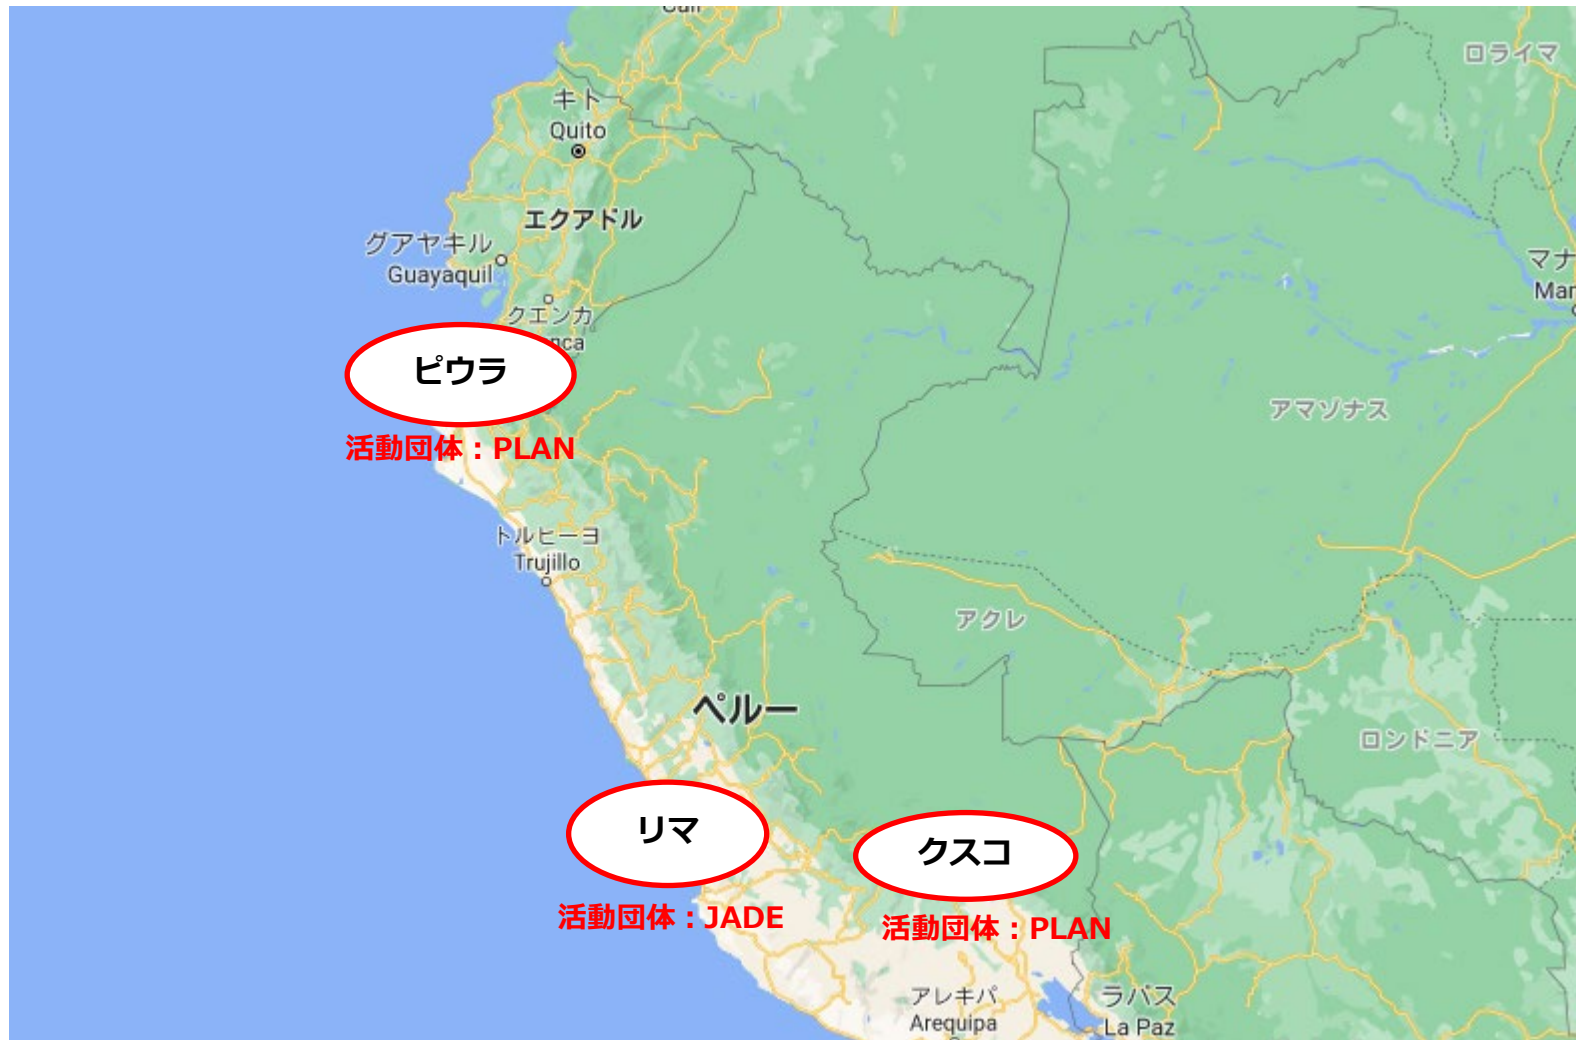 Cali
ロライマ
キト
Quito
エクアドル
グアヤキル
Guayaquil
マナ
Mar
クエンカ
nca
ピウラ
活動団体：PLAN
アマゾナス
トルヒーヨ
Trujillo
アクレ
ペルー
ロンドニア
リマ
クスコ
活動団体：JADE
活動団体：PLAN
アレキパ
Arequipa
ラパス
La Paz